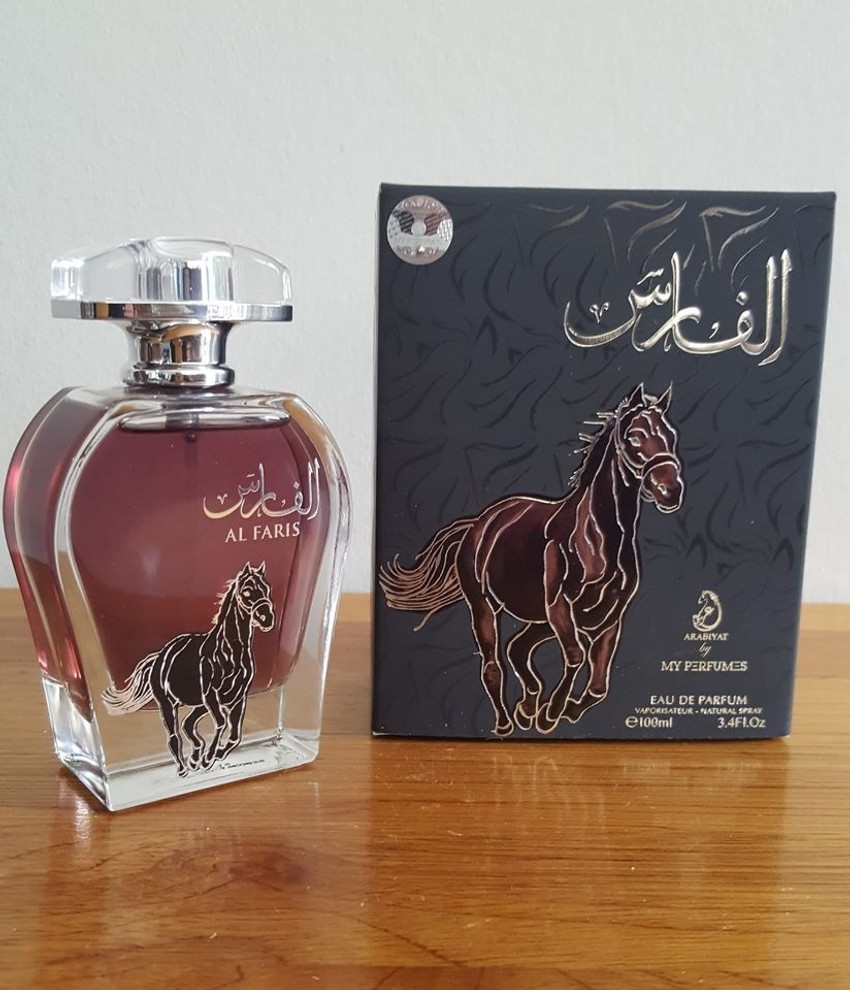 الفارس
AL FARIS
الفارس
ARABIYAT
by
MY PERFUMES
EAU DE PARFUM
VAPORISATEUR - NATURAL SPRAY
℮100ml 3.4Fl.Oz